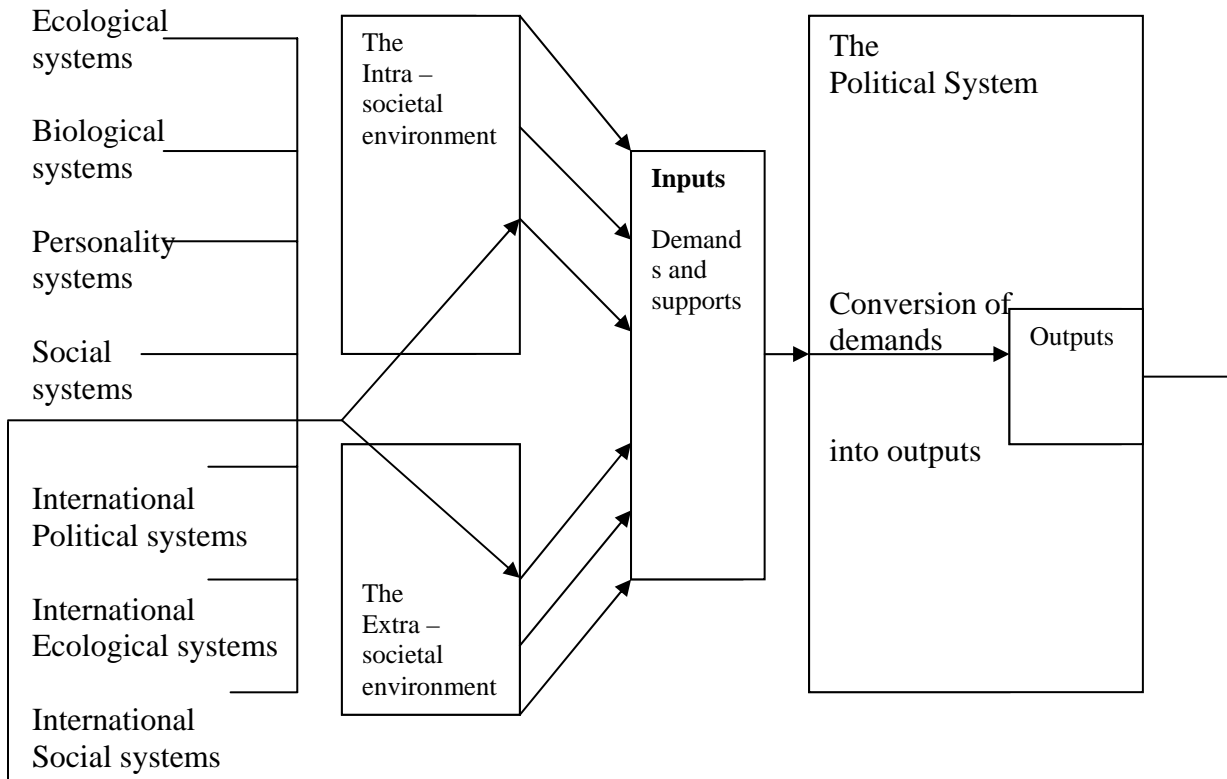 Ecological
systems
Biological
systems
Personality
systems
Social
systems
International
Political systems
International
Ecological systems
International
Social systems
The
Intra –
societal
environment
The
Extra –
societal
environment
Inputs
Demand
s and
supports
The
Political System
Conversion of
demands
into outputs
Outputs